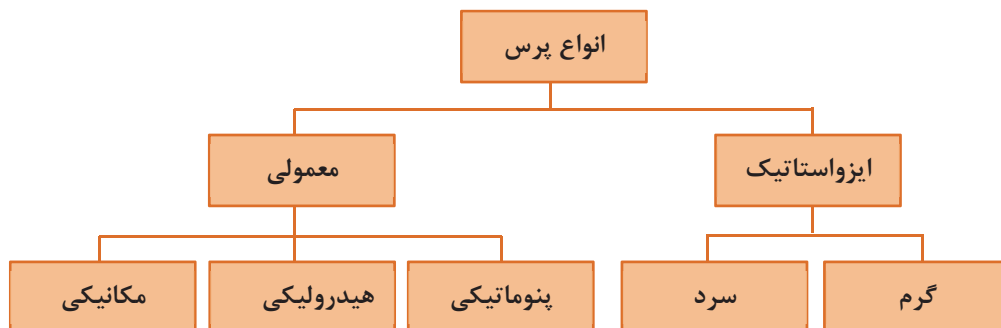 انواع پرس
ایزواستاتیک
معمولی
گرم
سرد
پنوماتیکی
هیدرولیکی
مکانیکی